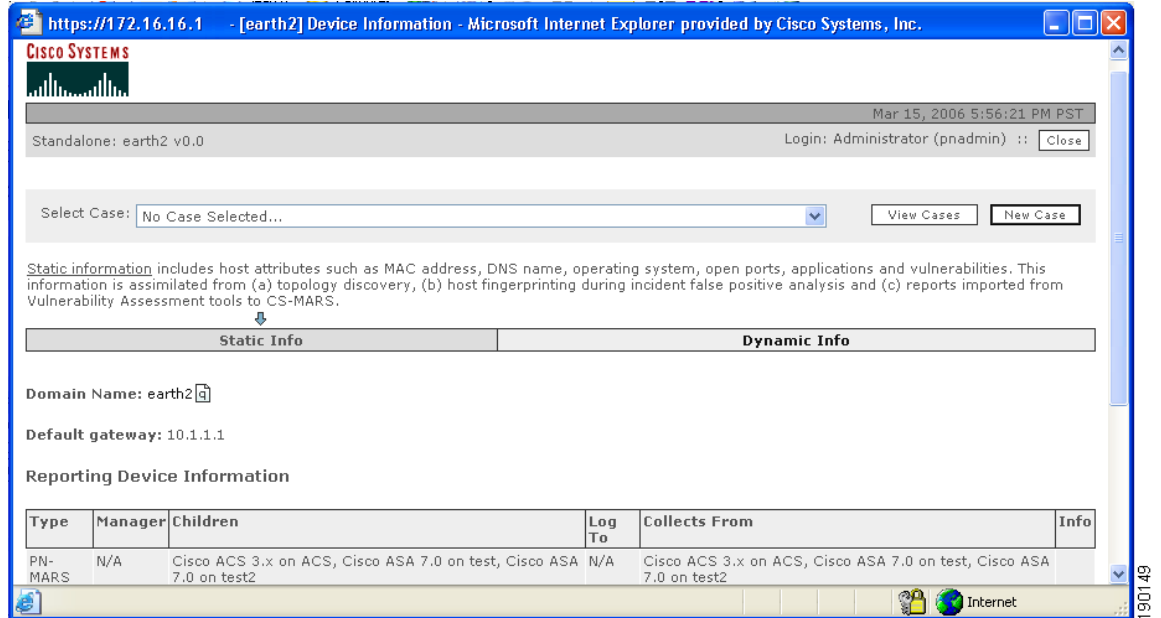 https://172.16.16.1 - [earth2] Device Information - Microsoft Internet Explorer provided by Cisco Systems, Inc.
CISCO SYSTEMS
Mar 15, 2006 5:56:21 PM PST
Standalone: earth2 v0.0
Login: Administrator (pnadmin) :: Close
Select Case: No Case Selected... View Cases New Case
Static information includes host attributes such as MAC address, DNS name, operating system, open ports, applications and vulnerabilities. This
information is assimilated from (a) topology discovery, (b) host fingerprinting during incident false positive analysis and (c) reports imported from
Vulnerability Assessment tools to CS-MARS.
Static Info Dynamic Info
Domain Name: earth2 q
Default gateway: 10.1.1.1
Reporting Device Information
Type Manager Children Log To Collects From Info
PN-MARS N/A Cisco ACS 3.x on ACS, Cisco ASA 7.0 on test, Cisco ASA 7.0 on test2 N/A Cisco ACS 3.x on ACS, Cisco ASA 7.0 on test, Cisco ASA 7.0 on test2
Internet
190149